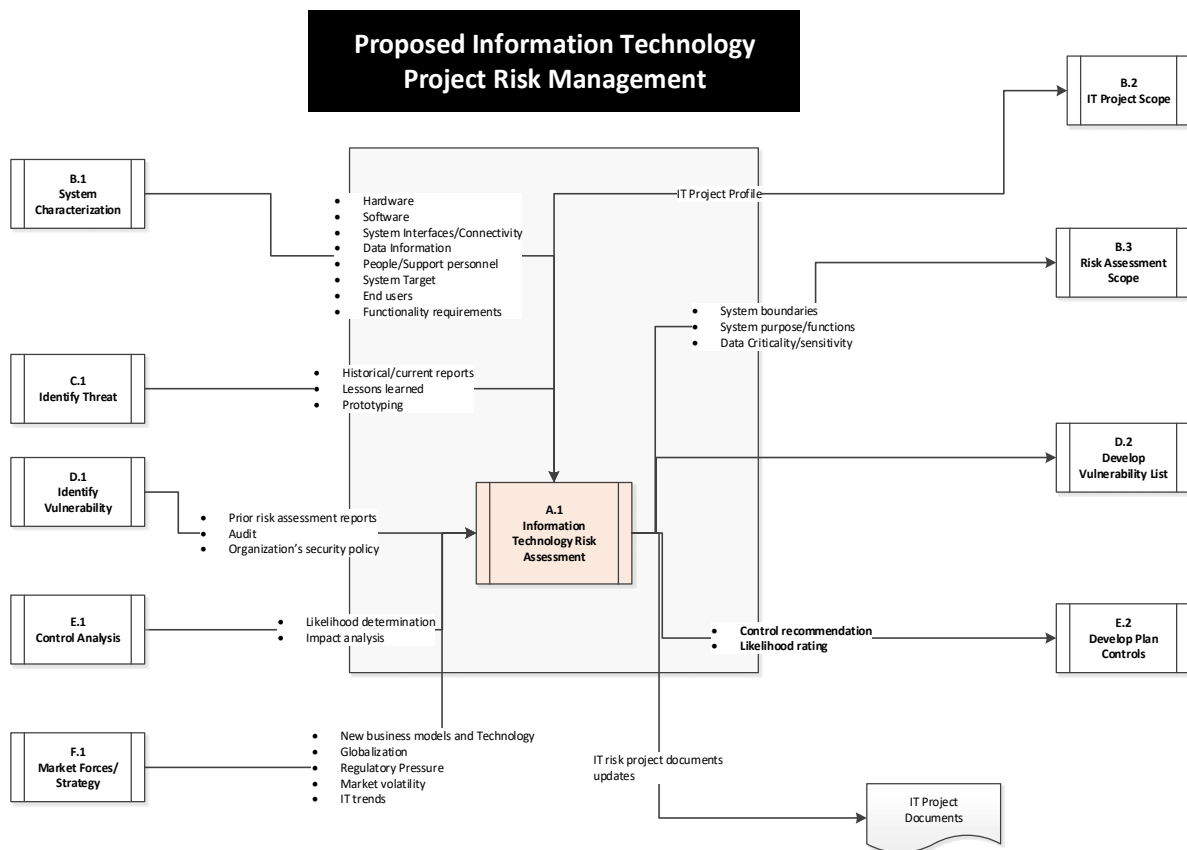 Proposed Information Technology
Project Risk Management
B.2
IT Project Scope
B.1
System
Characterization
• Hardware
• Software
• System Interfaces/Connectivity
• Data Information
• People/Support personnel
• System Target
• End users
• Functionality requirements
IT Project Profile
B.3
Risk Assessment
Scope
• System boundaries
• System purpose/functions
• Data Criticality/sensitivity
C.1
Identify Threat
• Historical/current reports
• Lessons learned
• Prototyping
D.1
Identify
Vulnerability
• Prior risk assessment reports
• Audit
• Organization's security policy
A.1
Information
Technology Risk
Assessment
D.2
Develop
Vulnerability List
E.1
Control Analysis
• Likelihood determination
• Impact analysis
• Control recommendation
• Likelihood rating
E.2
Develop Plan
Controls
F.1
Market Forces/
Strategy
• New business models and Technology
• Globalization
• Regulatory Pressure
• Market volatility
• IT trends
IT risk project documents
updates
IT Project
Documents